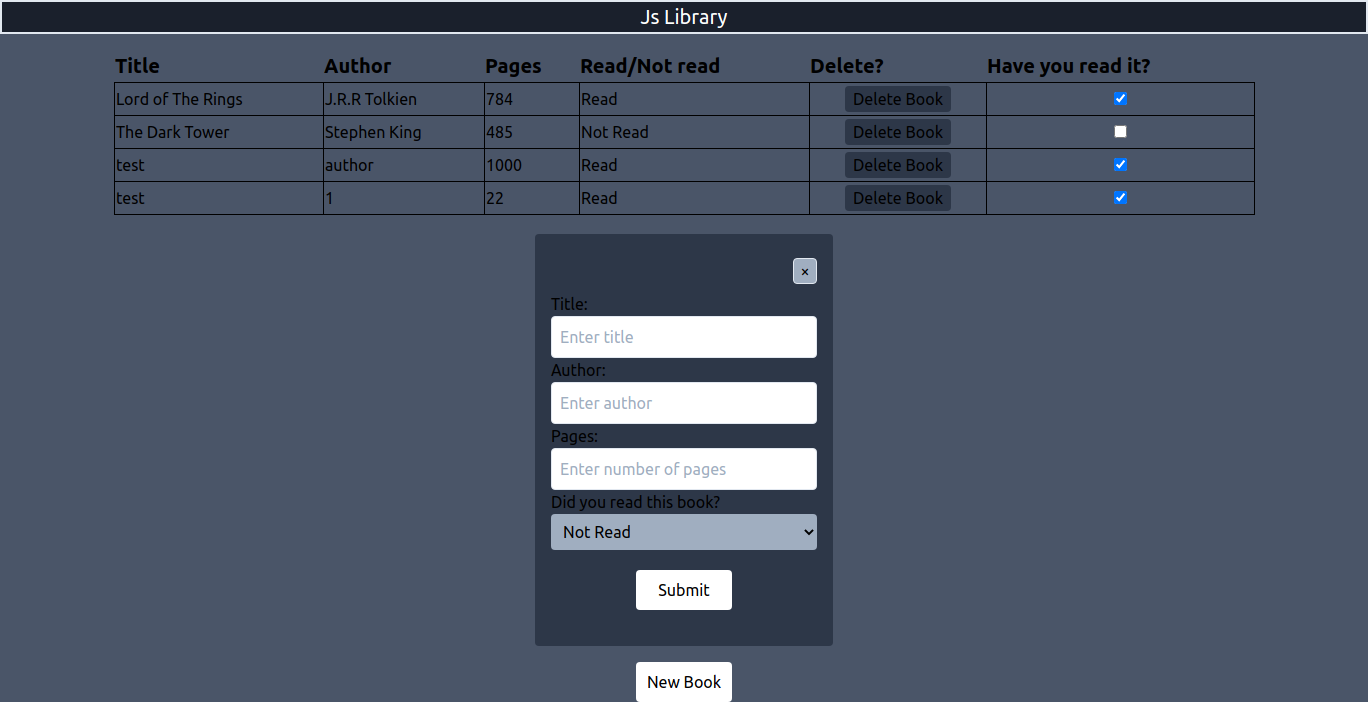 Js Library
Title Author Pages Read/Not read Delete? Have you read it?
Lord of The Rings J.R.R Tolkien 784 Read Delete Book
The Dark Tower Stephen King 485 Not Read Delete Book
test author 1000 Read Delete Book
test 1 22 Read Delete Book
×
Title:
Enter title
Author:
Enter author
Pages:
Enter number of pages
Did you read this book?
Not Read
Submit
New Book